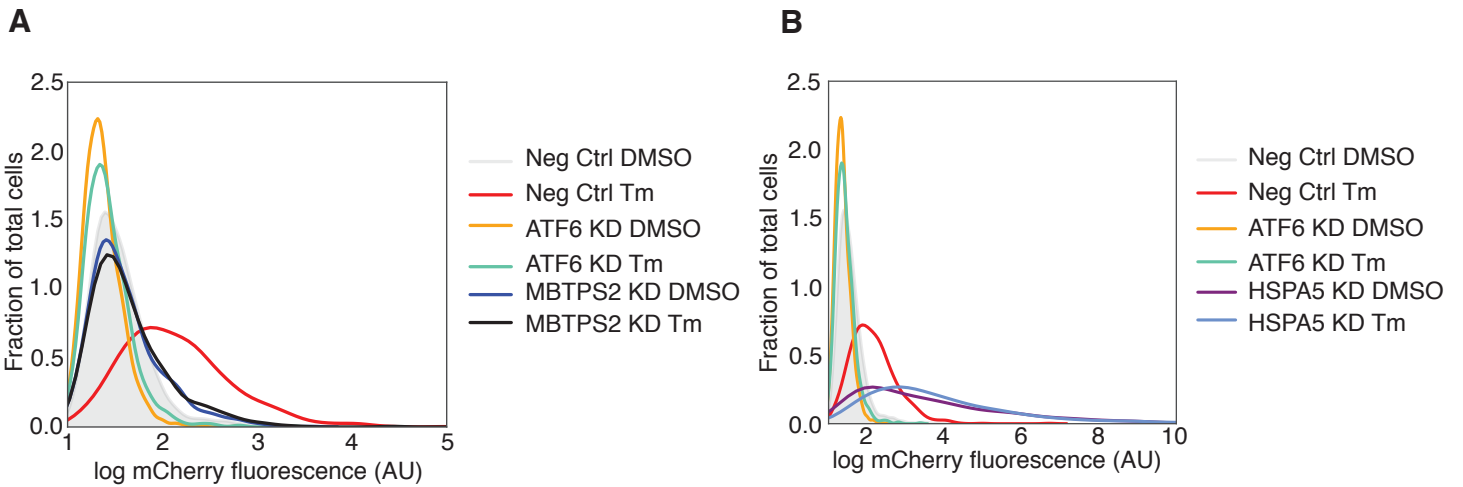 A
2.5
2.0
1.5
1.0
0.5
0.0
1 2 3 4 5
Fraction of total cells
log mCherry fluorescence (AU)
Neg Ctrl DMSO
Neg Ctrl Tm
ATF6 KD DMSO
ATF6 KD Tm
MBTPS2 KD DMSO
MBTPS2 KD Tm
B
2.5
2.0
1.5
1.0
0.5
0.0
2 4 6 8 10
Fraction of total cells
log mCherry fluorescence (AU)
Neg Ctrl DMSO
Neg Ctrl Tm
ATF6 KD DMSO
ATF6 KD Tm
HSPA5 KD DMSO
HSPA5 KD Tm